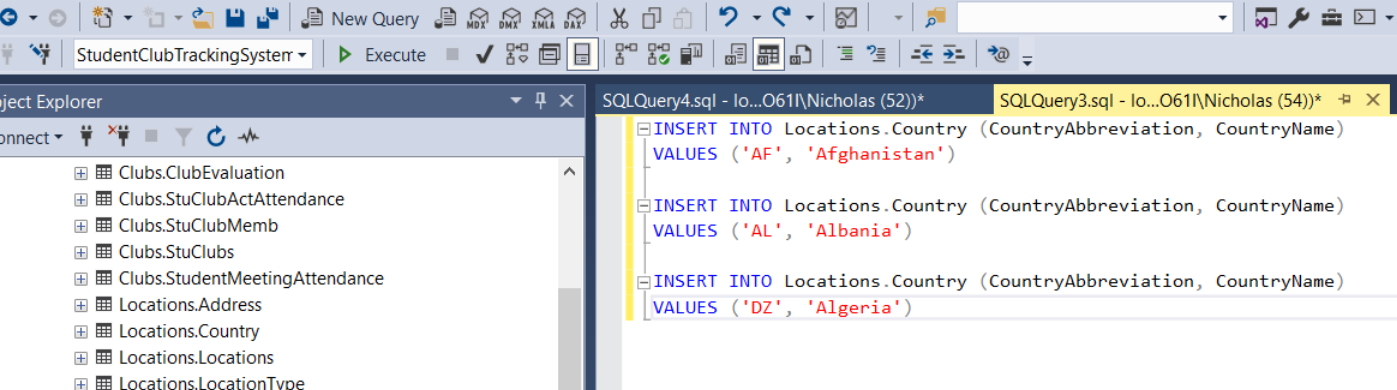 New Query
MDX DMX XMLA DAX
StudentClubTrackingSystem
Execute
ject Explorer
onnect
Clubs.ClubEvaluation
Clubs.StuClubActAttendance
Clubs.StuClubMemb
Clubs.StuClubs
Clubs.StudentMeetingAttendance
Locations.Address
Locations.Country
Locations.Locations
Locations.LocationType
SQLQuery4.sql - lo...O61I\Nicholas (52))*
SQLQuery3.sql - lo...O61I\Nicholas (54))*
INSERT INTO Locations.Country (CountryAbbreviation, CountryName)
VALUES ('AF', 'Afghanistan')
INSERT INTO Locations.Country (CountryAbbreviation, CountryName)
VALUES ('AL', 'Albania')
INSERT INTO Locations.Country (CountryAbbreviation, CountryName)
VALUES ('DZ', 'Algeria')